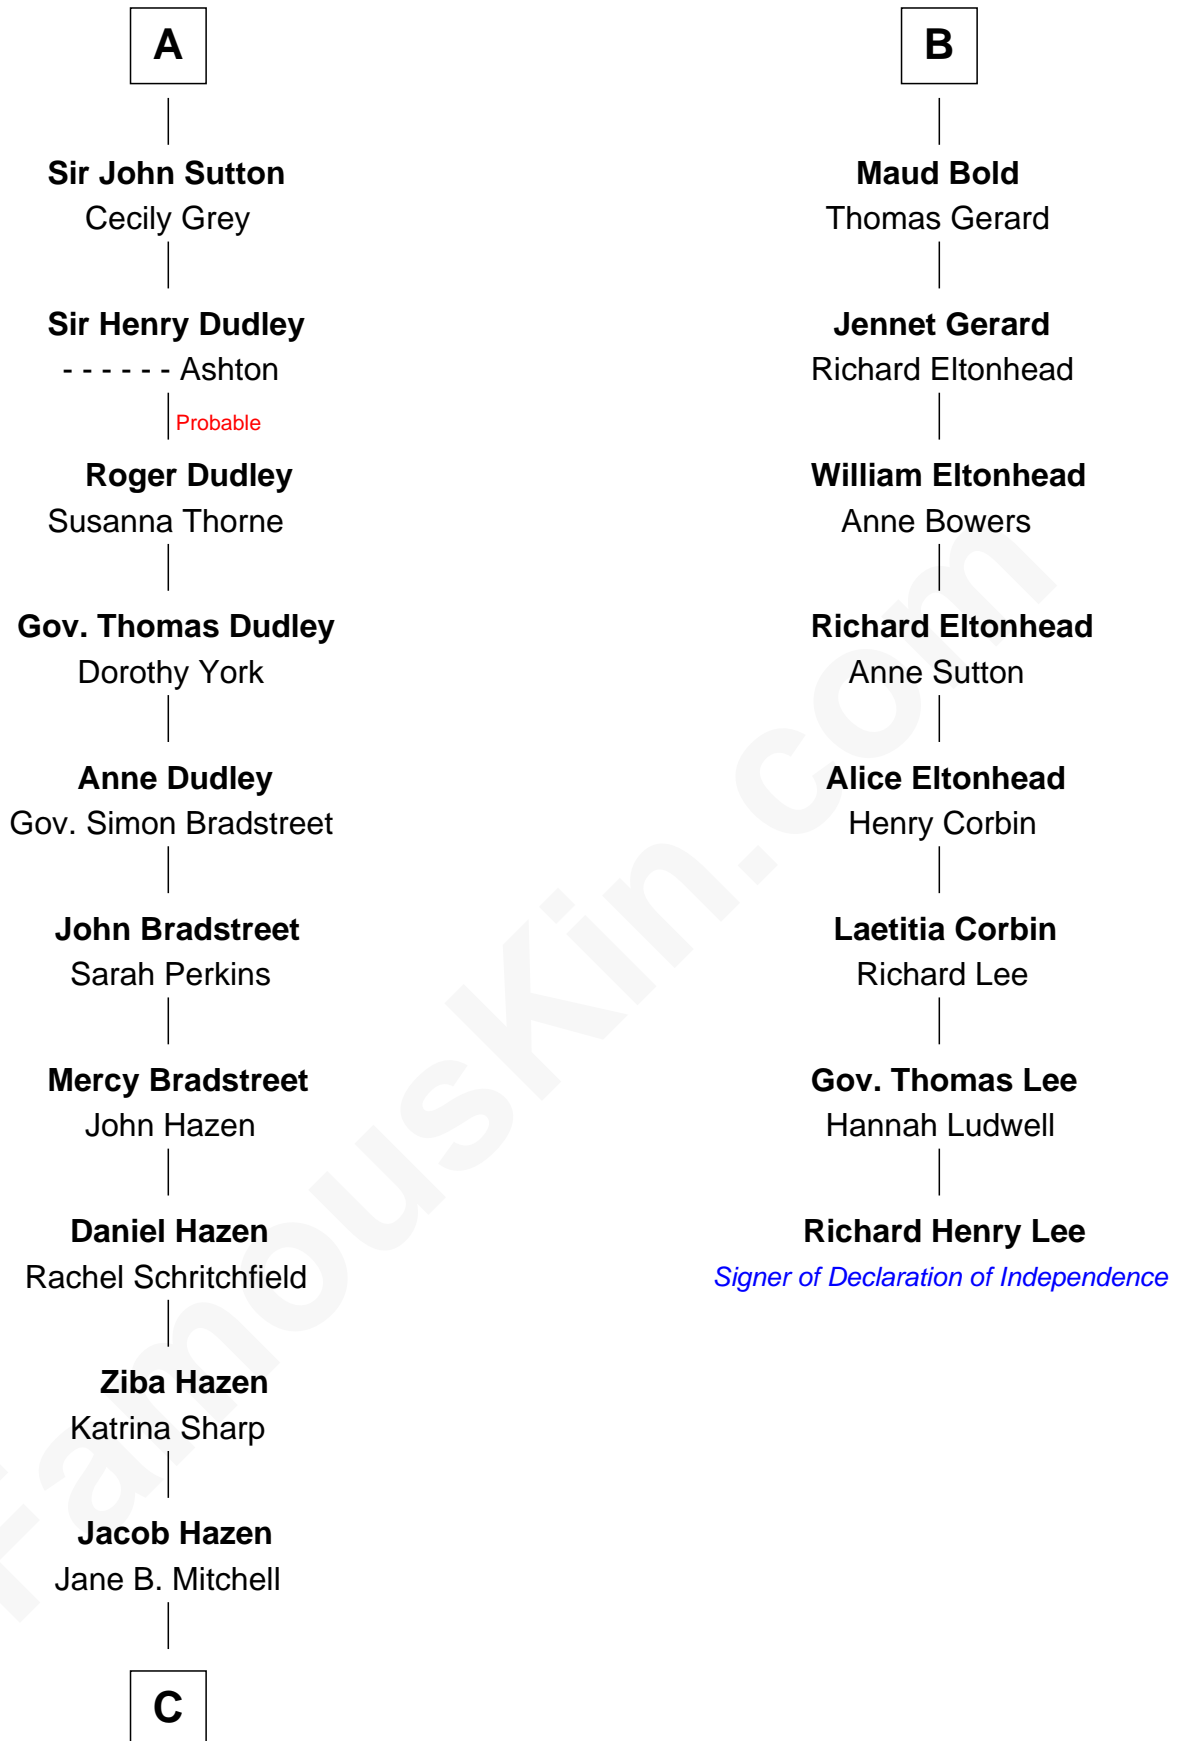 A
Sir John Sutton
Cecily Grey
Sir Henry Dudley
- - - - - - Ashton
Probable
Roger Dudley
Susanna Thorne
Gov. Thomas Dudley
Dorothy York
Anne Dudley
Gov. Simon Bradstreet
John Bradstreet
Sarah Perkins
Mercy Bradstreet
John Hazen
Daniel Hazen
Rachel Schritchfield
Ziba Hazen
Katrina Sharp
Jacob Hazen
Jane B. Mitchell
C
B
Maud Bold
Thomas Gerard
Jennet Gerard
Richard Eltonhead
William Eltonhead
Anne Bowers
Richard Eltonhead
Anne Sutton
Alice Eltonhead
Henry Corbin
Laetitia Corbin
Richard Lee
Gov. Thomas Lee
Hannah Ludwell
Richard Henry Lee
Signer of Declaration of Independence
FamousKin.com